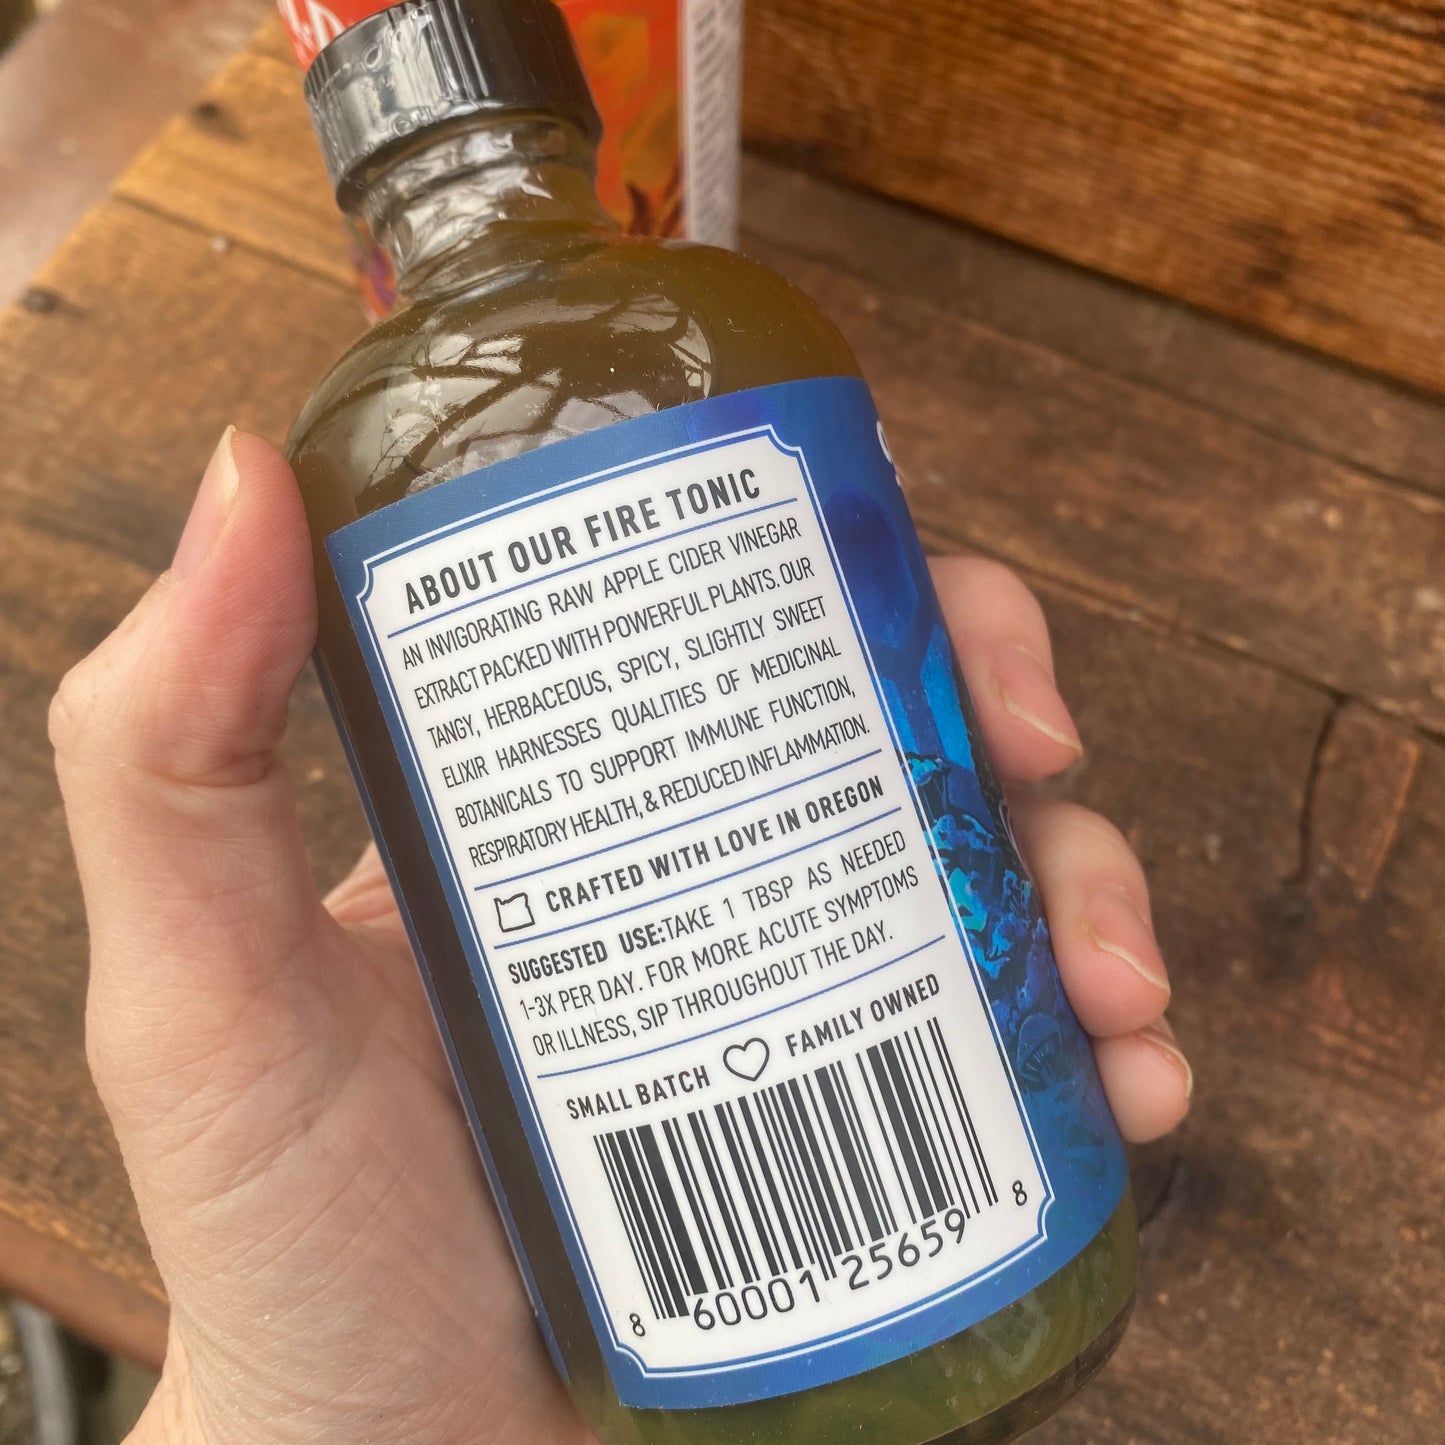 ABOUT OUR FIRE TONIC
AN INVIGORATING RAW APPLE CIDER VINEGAR
EXTRACT PACKED WITH POWERFUL PLANTS. OUR
TANGY, HERBACEOUS, SPICY, SLIGHTLY SWEET
ELIXIR HARNESSES QUALITIES OF MEDICINAL
BOTANICALS TO SUPPORT IMMUNE FUNCTION,
RESPIRATORY HEALTH, & REDUCED INFLAMMATION.
CRAFTED WITH LOVE IN OREGON
SUGGESTED USE:TAKE 1 TBSP AS NEEDED
1-3X PER DAY. FOR MORE ACUTE SYMPTOMS
OR ILLNESS, SIP THROUGHOUT THE DAY.
SMALL BATCH FAMILY OWNED
8 60001 25659 8